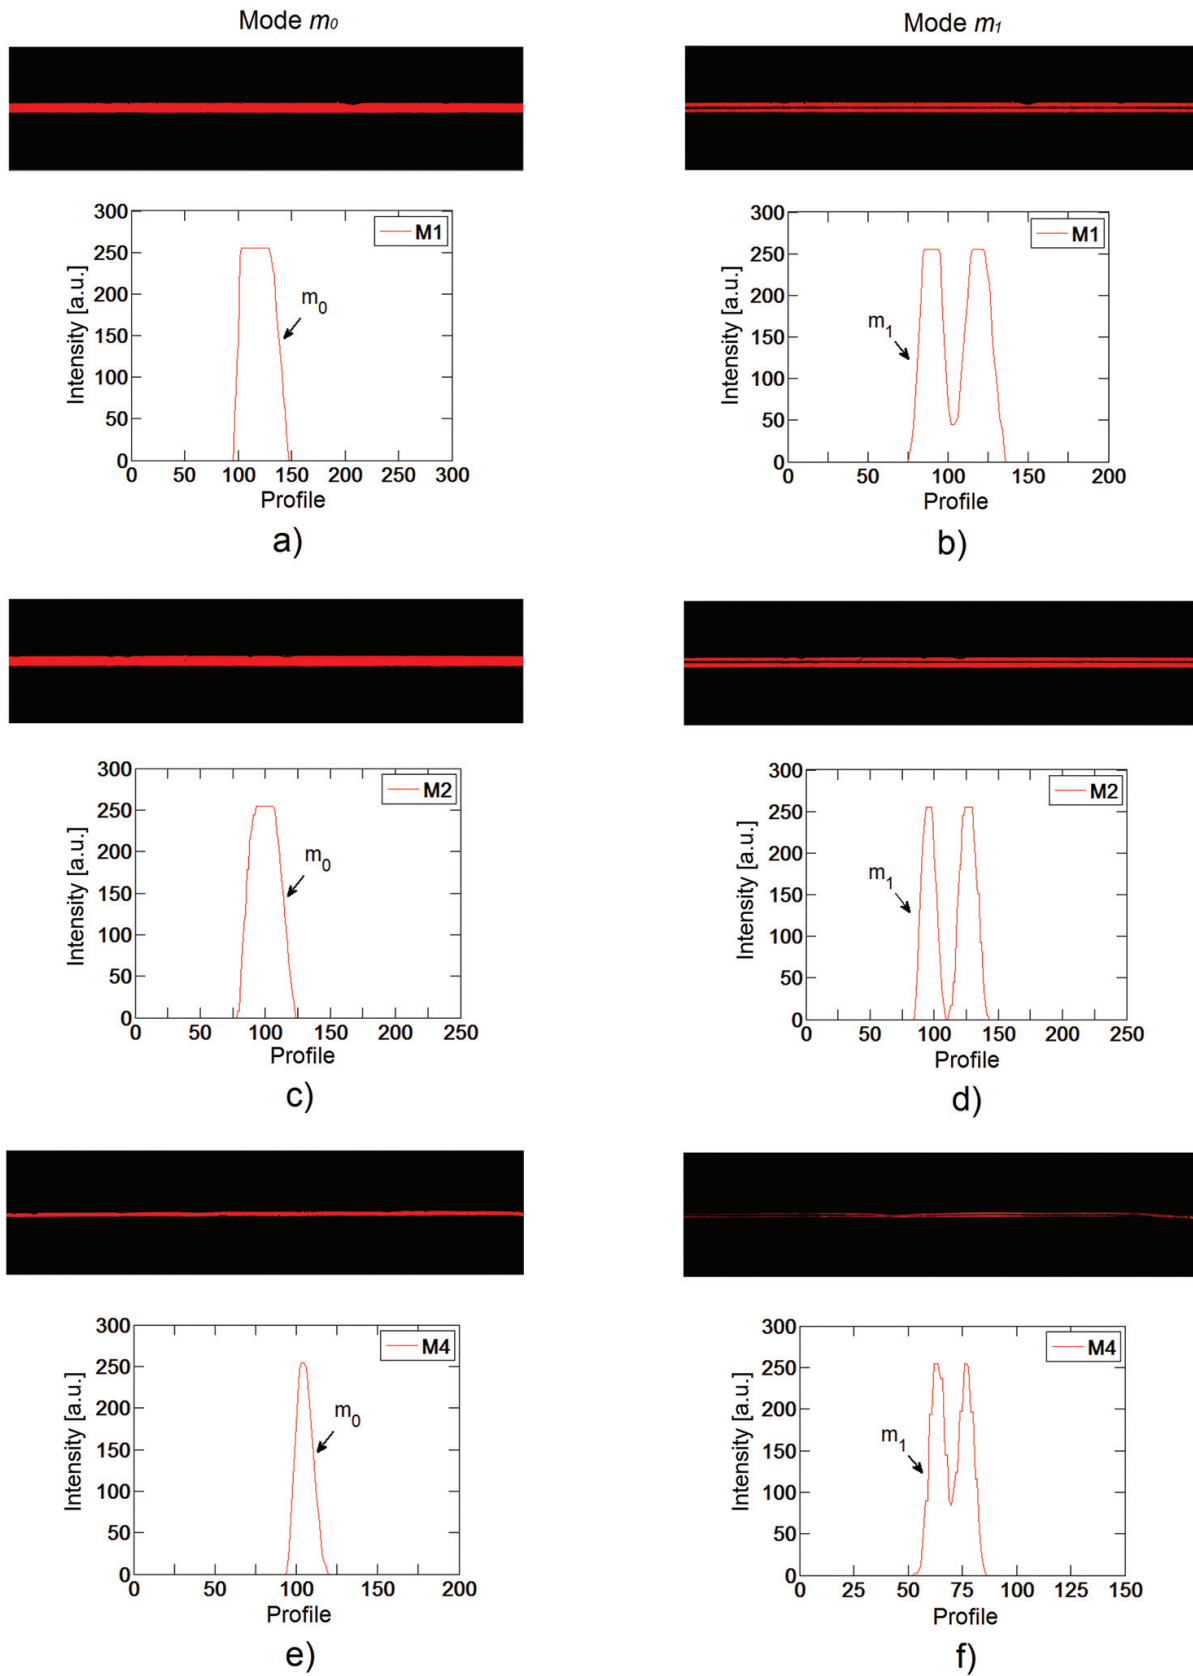 Mode m0
Mode m1
300
250
200
150
100
50
0
Intensity [a.u.]
M1
m0
0 50 100 150 200 250 300
Profile
a)
300
250
200
150
100
50
0
Intensity [a.u.]
M1
m1
0 50 100 150 200
Profile
b)
300
250
200
150
100
50
0
Intensity [a.u.]
M2
m0
0 50 100 150 200 250
Profile
c)
300
250
200
150
100
50
0
Intensity [a.u.]
M2
m1
0 50 100 150 200 250
Profile
d)
300
250
200
150
100
50
0
Intensity [a.u.]
M4
m0
0 50 100 150 200
Profile
e)
300
250
200
150
100
50
0
Intensity [a.u.]
M4
m1
0 25 50 75 100 125 150
Profile
f)